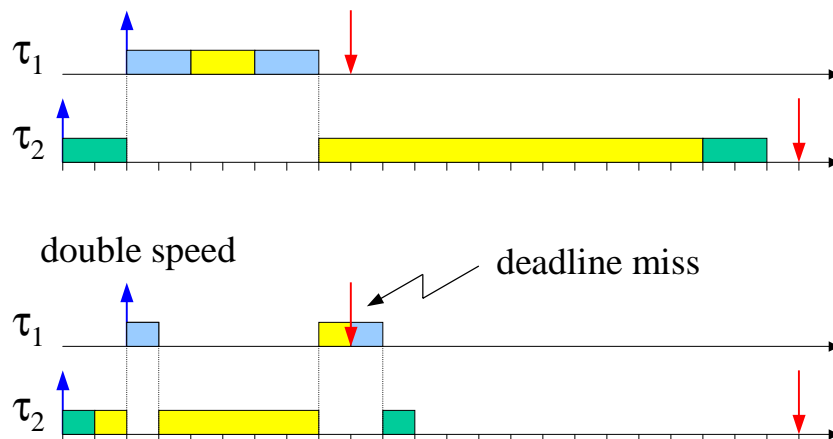 τ1
τ2
double speed
deadline miss
τ1
τ2